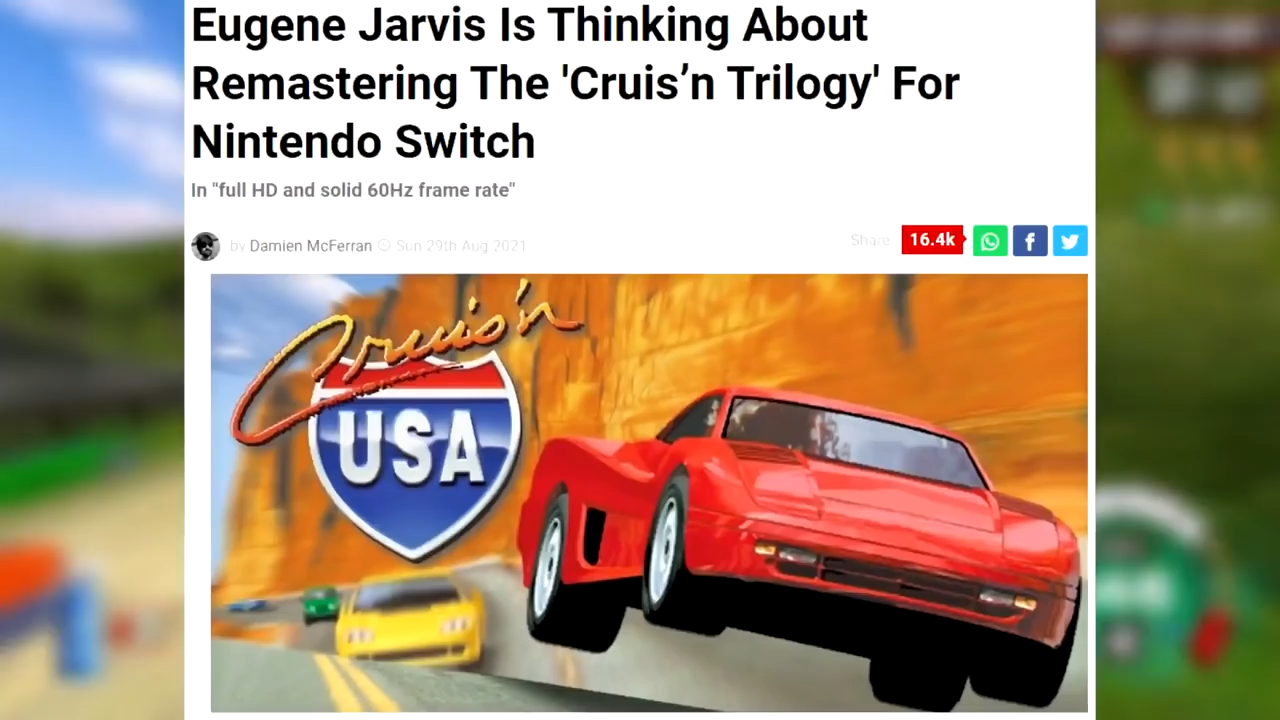 Eugene Jarvis Is Thinking About
Remastering The 'Cruis’n Trilogy' For
Nintendo Switch
In "full HD and solid 60Hz frame rate"
by Damien McFerran Sun 29th Aug 2021
Share 16.4k
Cruis'n
USA